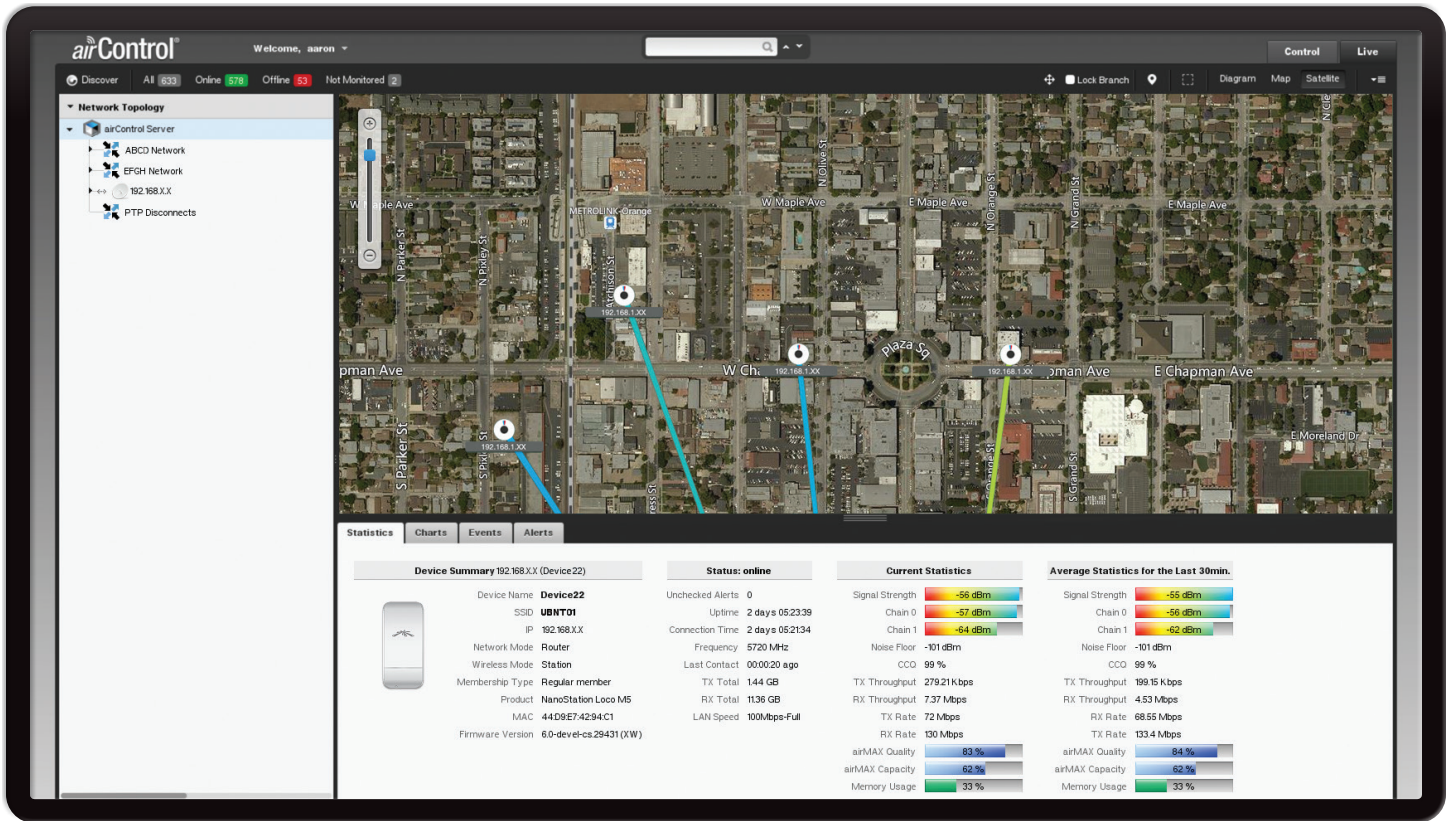 airControl®
Welcome, aaron
Control Live
Discover All 633 Online 578 Offline 53 Not Monitored 2
Lock Branch Diagram Map Satellite
Network Topology
airControl Server
ABCD Network
EFGH Network
192.168.X.X
PTP Disconnects
W Maple Ave
METROLINK-Orange
W Maple Ave
E Maple Ave
E Maple Ave
N Parker St
N Pixley St
Atchison St
N Olive St
N Orange St
N Grand St
N Cle
192.168.1.XX
pman Ave
W Cha
192.168.1.XX
Plaza Sq
192.168.1.XX
pman Ave
E Chapman Ave
192.168.1.XX
S Parker St
S Pixl St
ress St
S Orange St
S Grand St
E Moreland Dr
Statistics Charts Events Alerts
Device Summary 192.168.X.X (Device22)
Device Name Device22
SSID UBNT01
IP 192.168.X.X
Network Mode Router
Wireless Mode Station
Membership Type Regular member
Product NanoStation Loco M5
MAC 44:D9:E7:42:94:C1
Firmware Version 6.0-devel-cs.29431 (XW)
Status: online
Unchecked Alerts 0
Uptime 2 days 05:23:39
Connection Time 2 days 05:21:34
Frequency 5720 MHz
Last Contact 00:00:20 ago
TX Total 1.44 GB
RX Total 11.36 GB
LAN Speed 100Mbps-Full
Current Statistics
Signal Strength -56 dBm
Chain 0 -57 dBm
Chain 1 -64 dBm
Noise Floor -101 dBm
CCQ 99 %
TX Throughput 279.21 Kbps
RX Throughput 7.37 Mbps
TX Rate 72 Mbps
RX Rate 130 Mbps
airMAX Quality 83 %
airMAX Capacity 62 %
Memory Usage 33 %
Average Statistics for the Last 30min.
Signal Strength -55 dBm
Chain 0 -56 dBm
Chain 1 -62 dBm
Noise Floor -101 dBm
CCQ 99 %
TX Throughput 199.15 Kbps
RX Throughput 4.53 Mbps
RX Rate 68.55 Mbps
TX Rate 133.4 Mbps
airMAX Quality 84 %
airMAX Capacity 62 %
Memory Usage 33 %